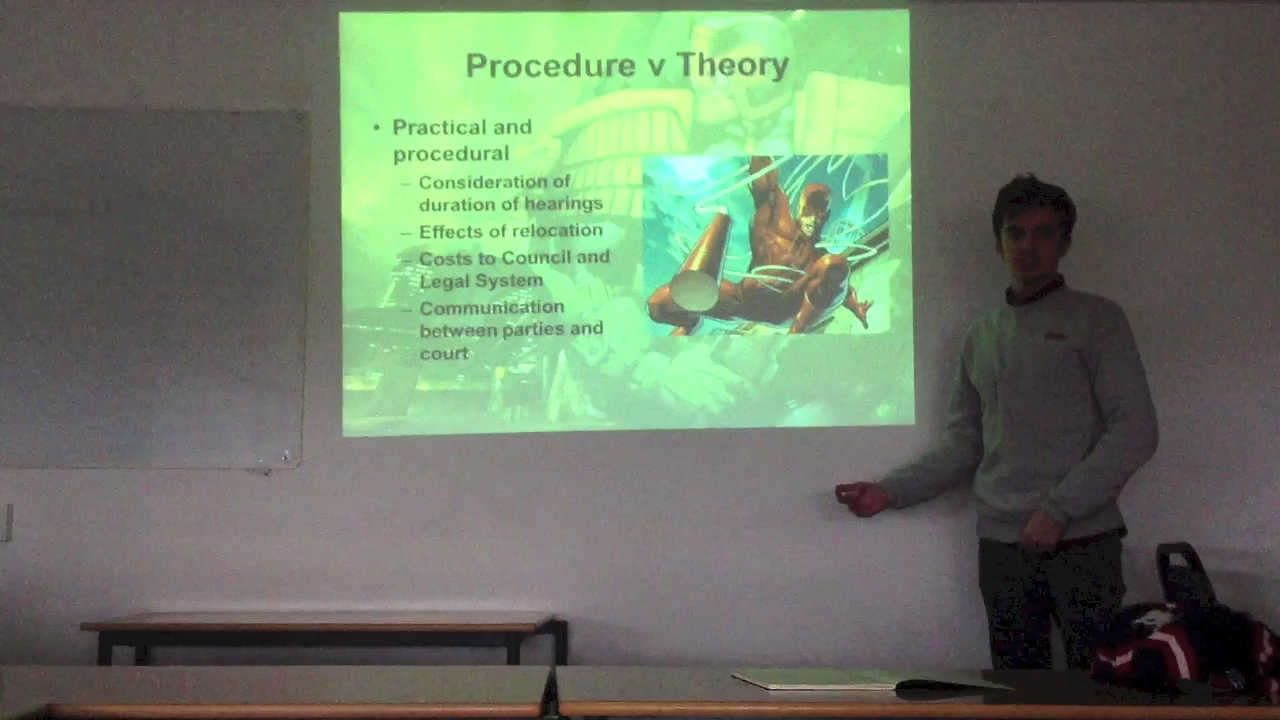 Procedure v Theory
• Practical and
procedural
– Consideration of
duration of hearings
– Effects of relocation
– Costs to Council and
Legal System
– Communication
between parties and
court